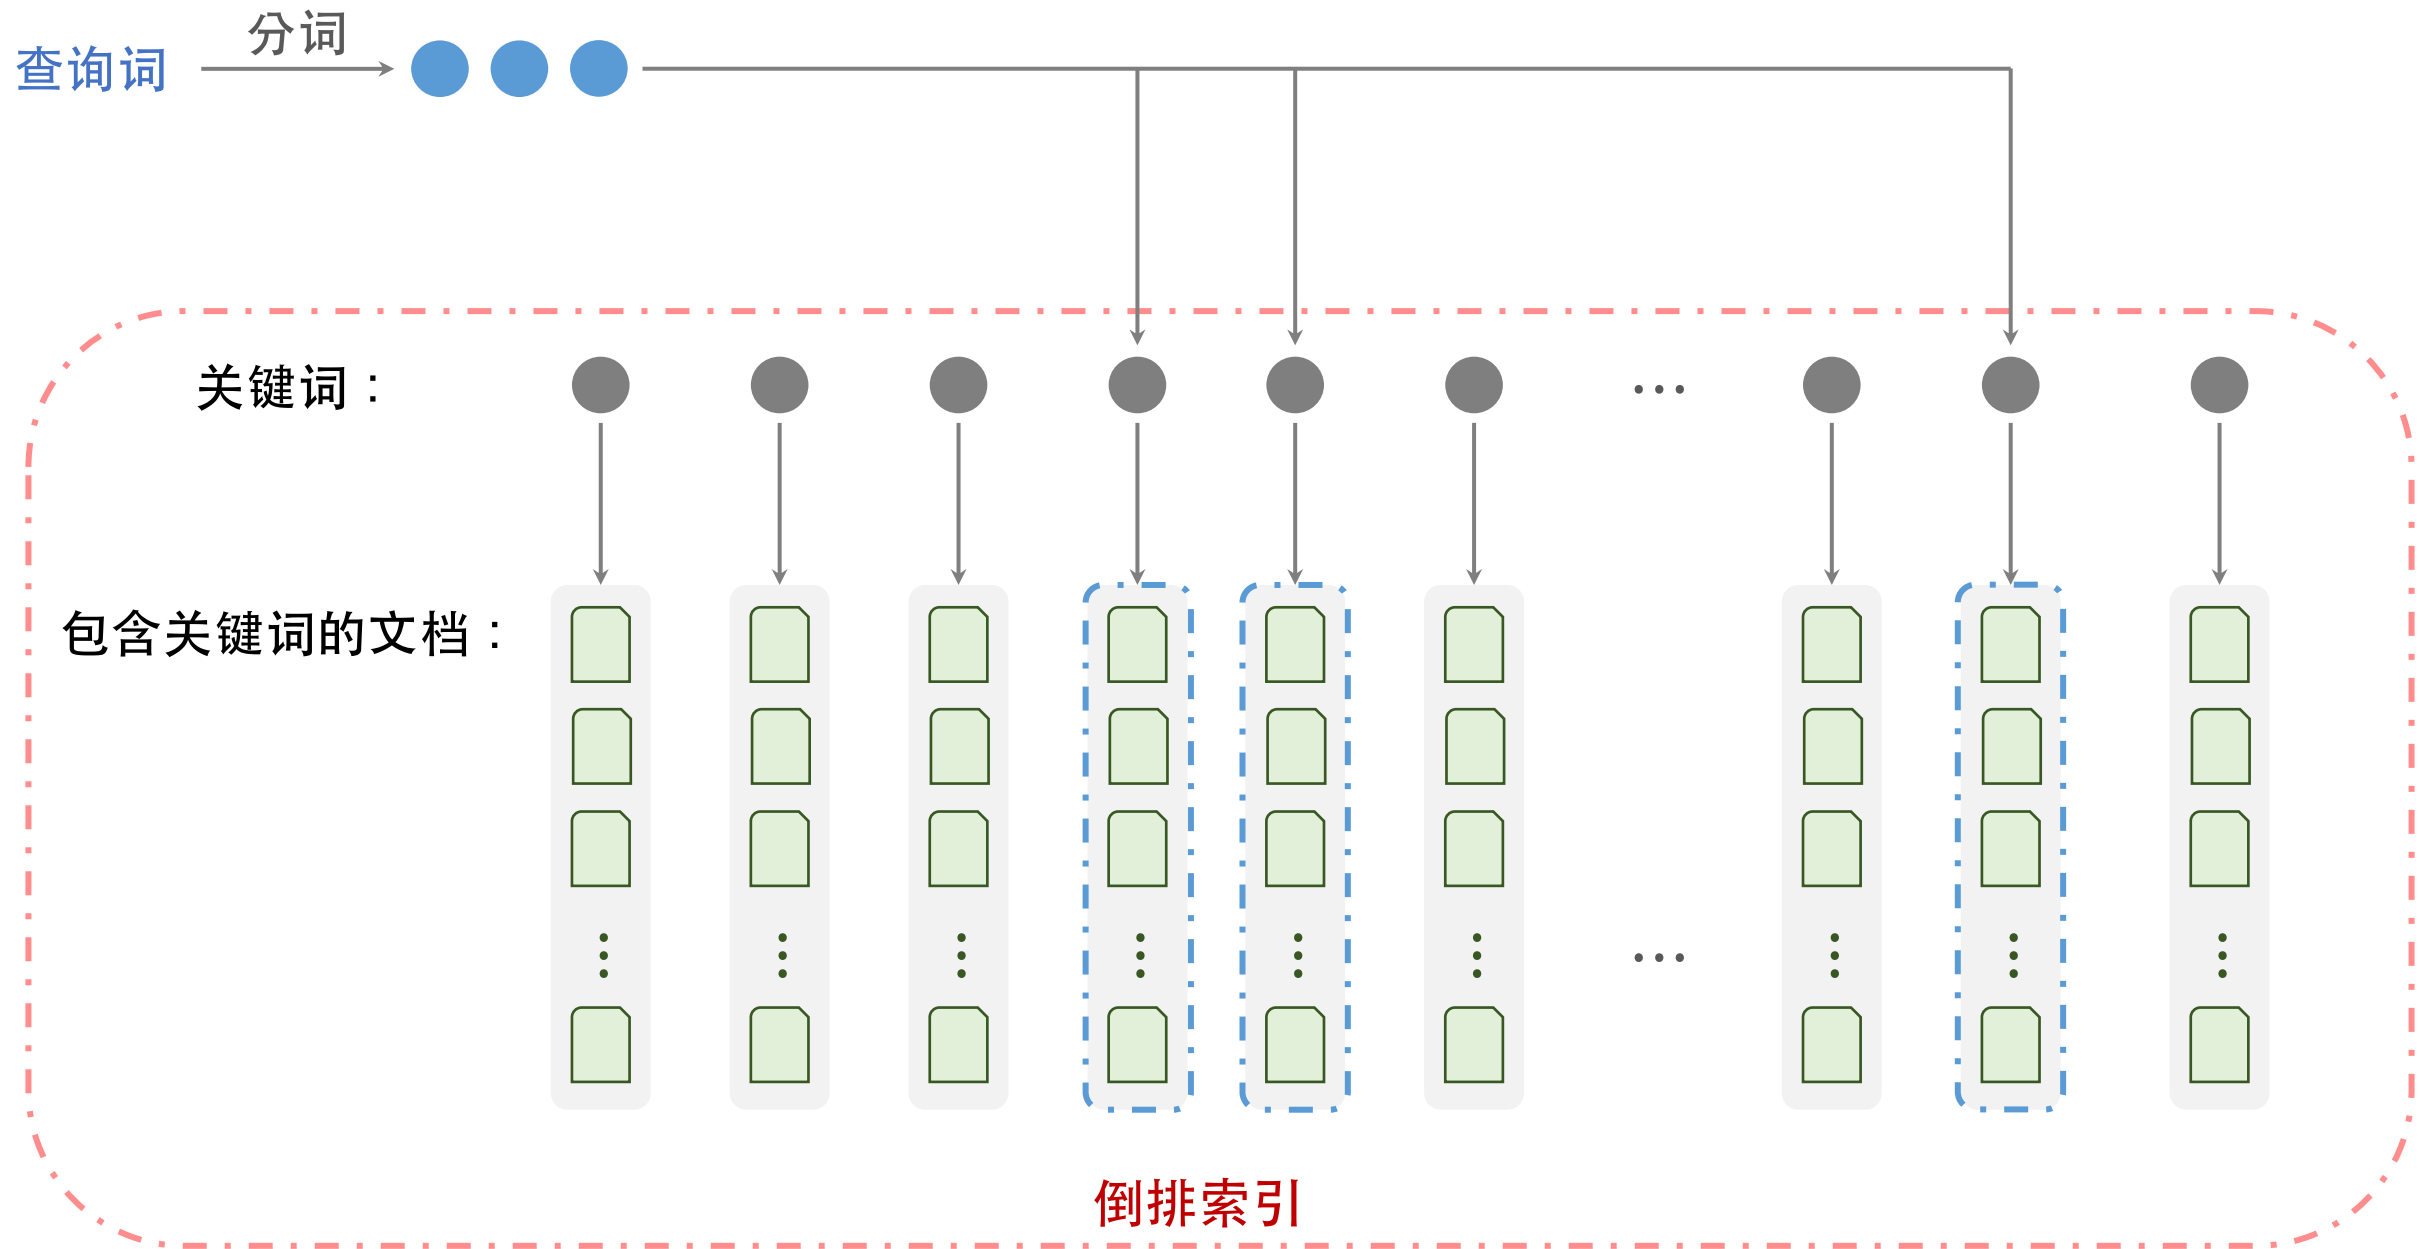 分词
查询词
关键词：
…
包含关键词的文档：
…
倒排索引